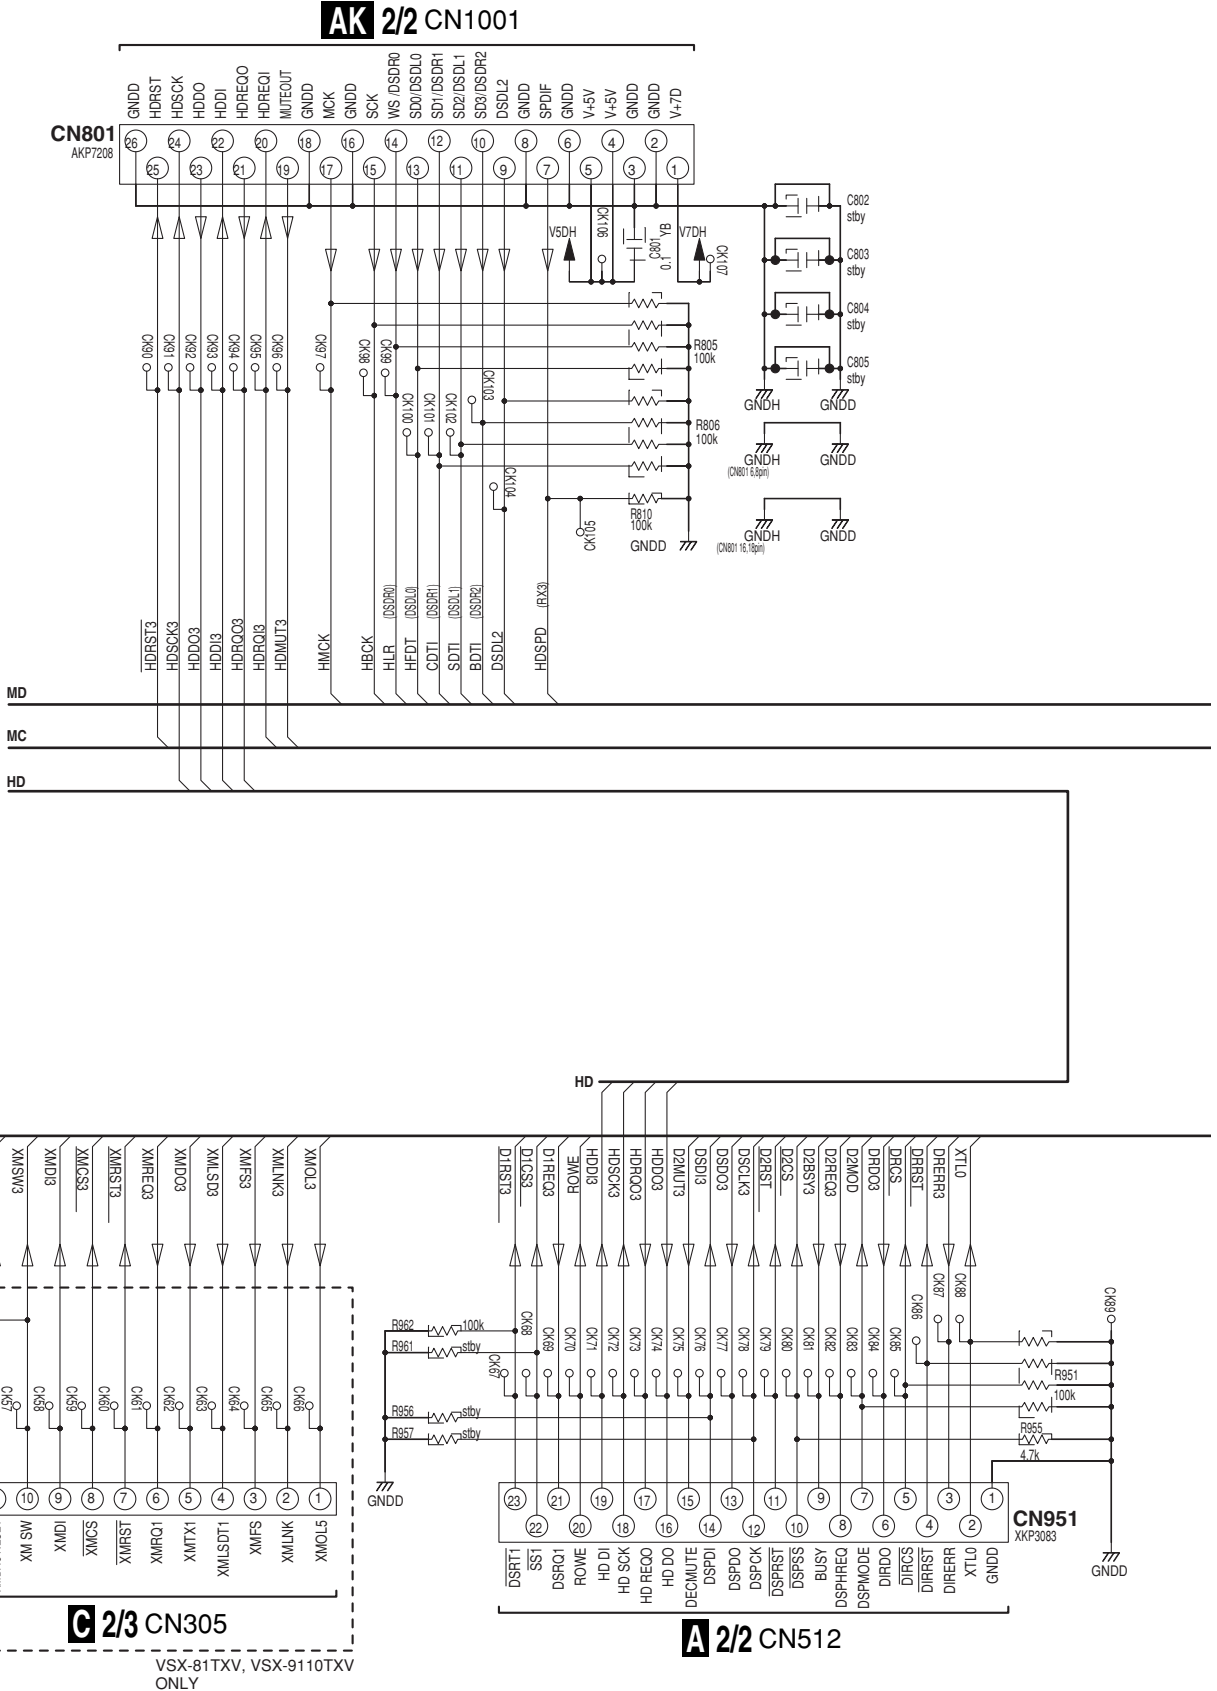 AK 2/2 CN1001
GNDD
HDRST
HDSCK
HDDO
HDDI
HDREQO
HDREQI
MUTEOUT
GNDD
MCK
GNDD
SCK
WS /DSDR0
SD0/DSDL0
SD1/DSDR1
SD2/DSDL1
SD3/DSDR2
DSDL2
GNDD
SPDIF
GNDD
V+5V
V+5V
GNDD
GNDD
V+7D
CN801
AKP7208
26 24 22 20 18 16 14 12 10 8 6 4 2
25 23 21 19 17 15 13 11 9 7 5 3 1
C802
stby
C803
stby
C804
stby
C805
stby
V5DH
CK106
C801
0.1
YB
V7DH
CK107
CK90
CK91
CK92
CK93
CK94
CK95
CK96
CK97
CK98
CK99
CK100
CK101
CK102
CK103
CK104
CK105
R805
100k
R806
100k
R810
100k
GNDD
GNDH GNDD
GNDH GNDD
(CN801 6,8pin)
GNDH GNDD
(CN801 16,18pin)
HDRST3
HDSCK3
HDDO3
HDDI3
HDRQO3
HDRQI3
HDMUT3
HMCK
HBCK
HLR (DSDR0)
HFDT (DSDL0)
CDTI (DSDR1)
SDTI (DSDL1)
BDTI (DSDR2)
DSDL2
HDSPD (RX3)
MD
MC
HD
HD
XMSW3
XMDI3
XMCS3
XMRST3
XMREQ3
XMDO3
XMLSD3
XMFS3
XMLNK3
XMOL3
D1RST3
D1CS3
D1REQ3
ROWE
HDDI3
HDSCK3
HDRQO3
HDDO3
D2MUT3
DSDI3
DSDO3
DSCLK3
D2RST
D2CS
D2BSY3
D2REQ3
D2MOD
DRDO3
DRCS
DRRST
DRERR3
XTL0
CK57
CK58
CK59
CK60
CK61
CK62
CK63
CK64
CK65
CK66
R962 100k
R961 stby
R956 stby
R957 stby
GNDD
CK67
CK68
CK69
CK70
CK71
CK72
CK73
CK74
CK75
CK76
CK77
CK78
CK79
CK80
CK81
CK82
CK83
CK84
CK85
CK86
CK87
CK88
CK89
R951
100k
R955
4.7k
GNDD
10 9 8 7 6 5 4 3 2 1
XM SW
XMDI
XMCS
XMRST
XMRQ1
XMTX1
XMLSDT1
XMFS
XMLNK
XMOL5
C 2/3 CN305
VSX-81TXV, VSX-9110TXV
ONLY
23 21 19 17 15 13 11 9 7 5 3 1
22 20 18 16 14 12 10 8 6 4 2
CN951
XKP3083
DSRT1
SS1
DSRQ1
ROWE
HD DI
HD SCK
HD REQO
HD DO
DECMUTE
DSPDI
DSPDO
DSPCK
DSPRST
DSPSS
BUSY
DSPHREQ
DSPMODE
DIRDO
DIRCS
DIRRST
DIRERR
XTL0
GNDD
A 2/2 CN512